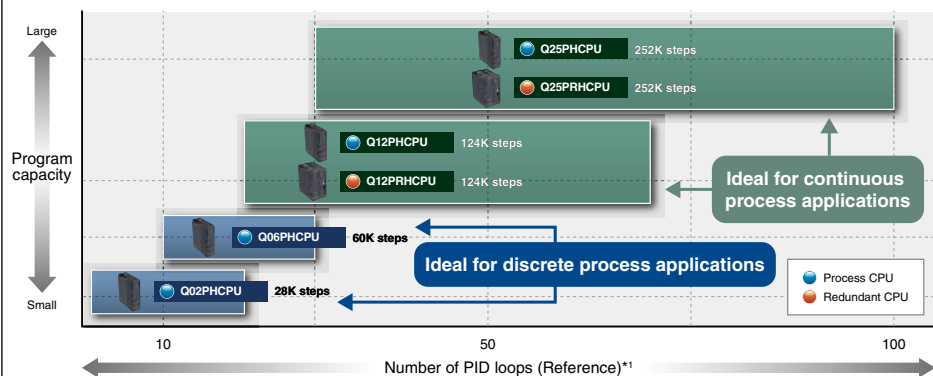 Large
Q25PHCPU 252K steps
Q25PRHCPU 252K steps
Q12PHCPU 124K steps
Program
capacity
Q12PRHCPU 124K steps
Ideal for continuous
process applications
Q06PHCPU 60K steps
Ideal for discrete process applications
Q02PHCPU 28K steps
Process CPU
Redundant CPU
Small
10 50 100
Number of PID loops (Reference)*1